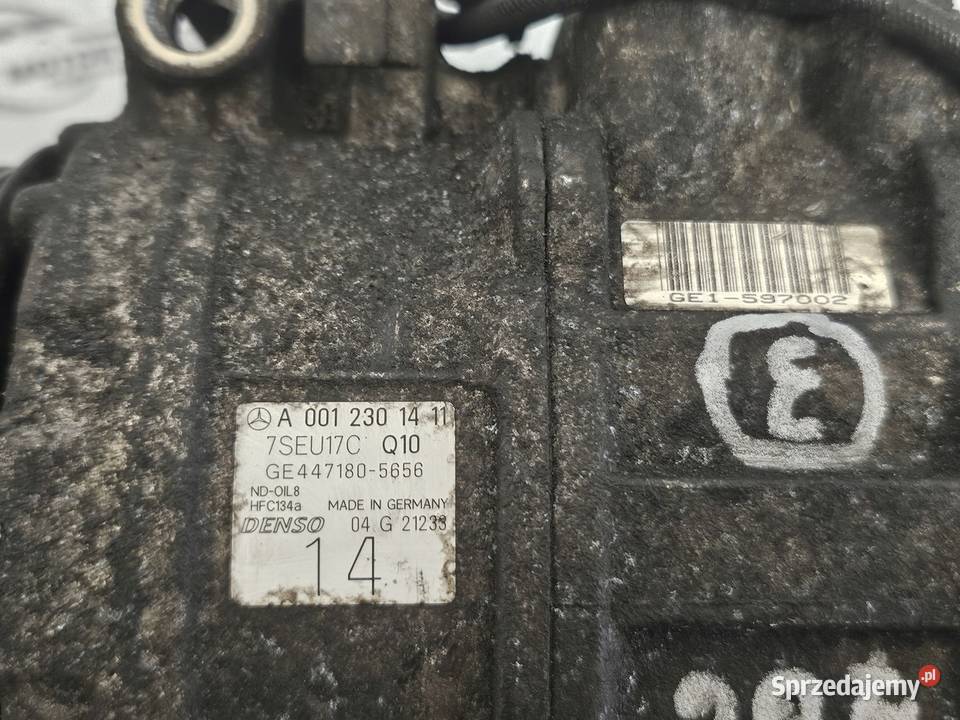 GE1-597002
A 001 230 14 11
7SEU17C Q10
GE447180-5656
ND-OIL8
HFC134a MADE IN GERMANY
DENSO 04 G 21233
14
Sprzedajemy.pl